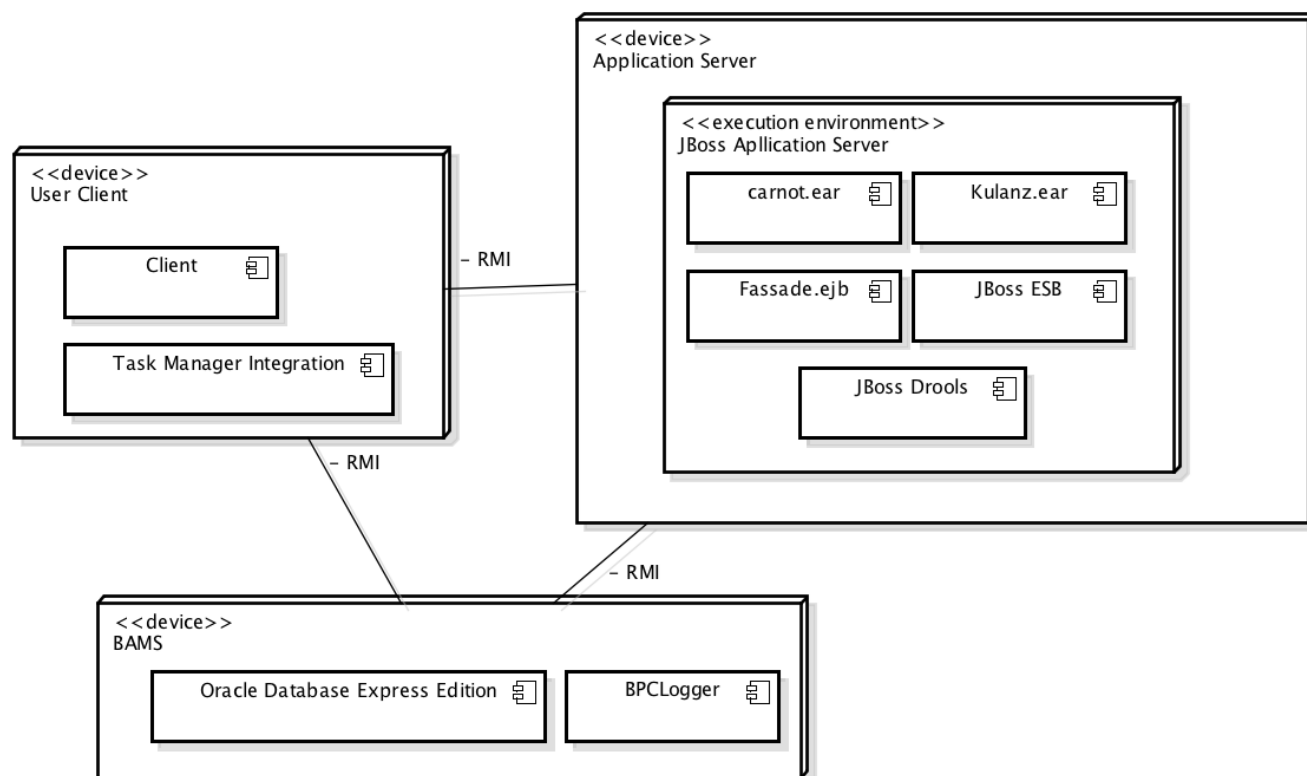 <<device>>
Application Server
<<execution environment>>
JBoss Apllication Server
carnot.ear
Kulanz.ear
Fassade.ejb
JBoss ESB
JBoss Drools
<<device>>
User Client
Client
Task Manager Integration
- RMI
- RMI
- RMI
<<device>>
BAMS
Oracle Database Express Edition
BPCLogger